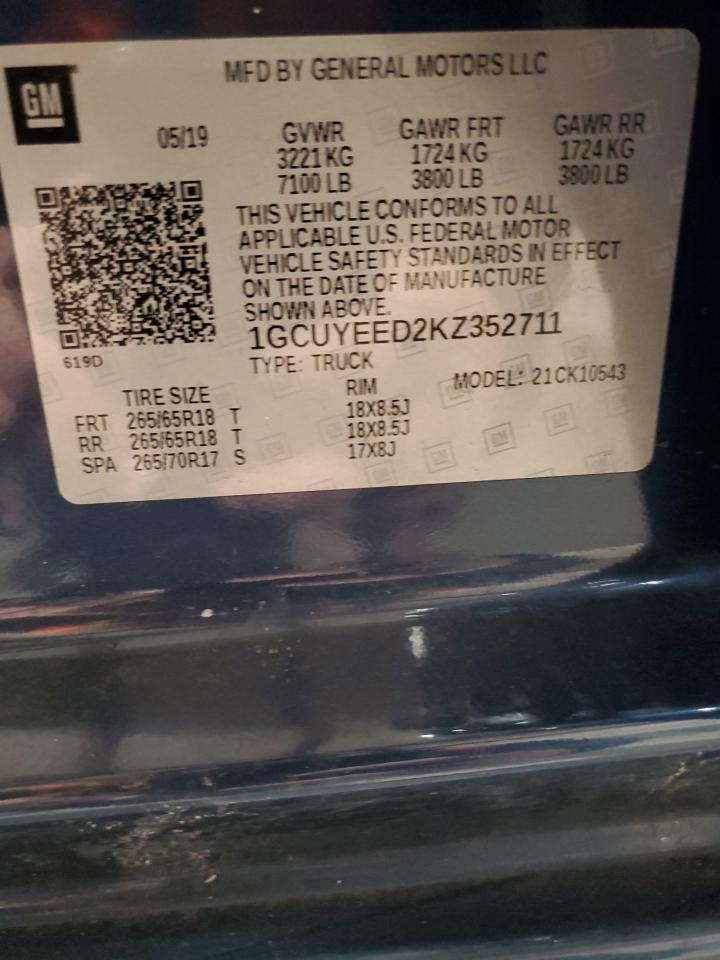 GM
MFD BY GENERAL MOTORS LLC
05/19
GVWR GAWR FRT GAWR RR
3221 KG 1724 KG 1724 KG
7100 LB 3800 LB 3800 LB
THIS VEHICLE CONFORMS TO ALL
APPLICABLE U.S. FEDERAL MOTOR
VEHICLE SAFETY STANDARDS IN EFFECT
ON THE DATE OF MANUFACTURE
SHOWN ABOVE.
1GCUYEED2KZ352711
619D
TYPE: TRUCK
MODEL: 21CK10543
TIRE SIZE RIM
FRT 265/65R18 T 18X8.5J
RR 265/65R18 T 18X8.5J
SPA 265/70R17 S 17X8J